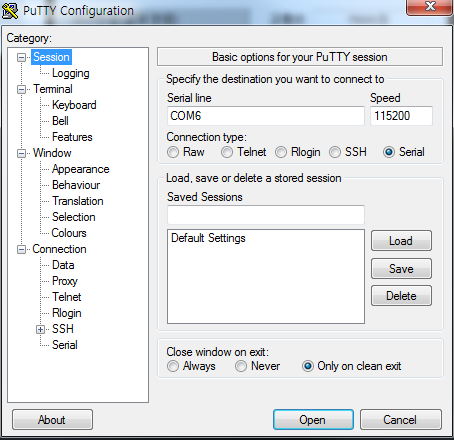 PuTTY Configuration
Category:
Session
Logging
Terminal
Keyboard
Bell
Features
Window
Appearance
Behaviour
Translation
Selection
Colours
Connection
Data
Proxy
Telnet
Rlogin
SSH
Serial
Basic options for your PuTTY session
Specify the destination you want to connect to
Serial line Speed
COM6 115200
Connection type:
Raw Telnet Rlogin SSH Serial
Load, save or delete a stored session
Saved Sessions
Default Settings
Load
Save
Delete
Close window on exit:
Always Never Only on clean exit
About Open Cancel